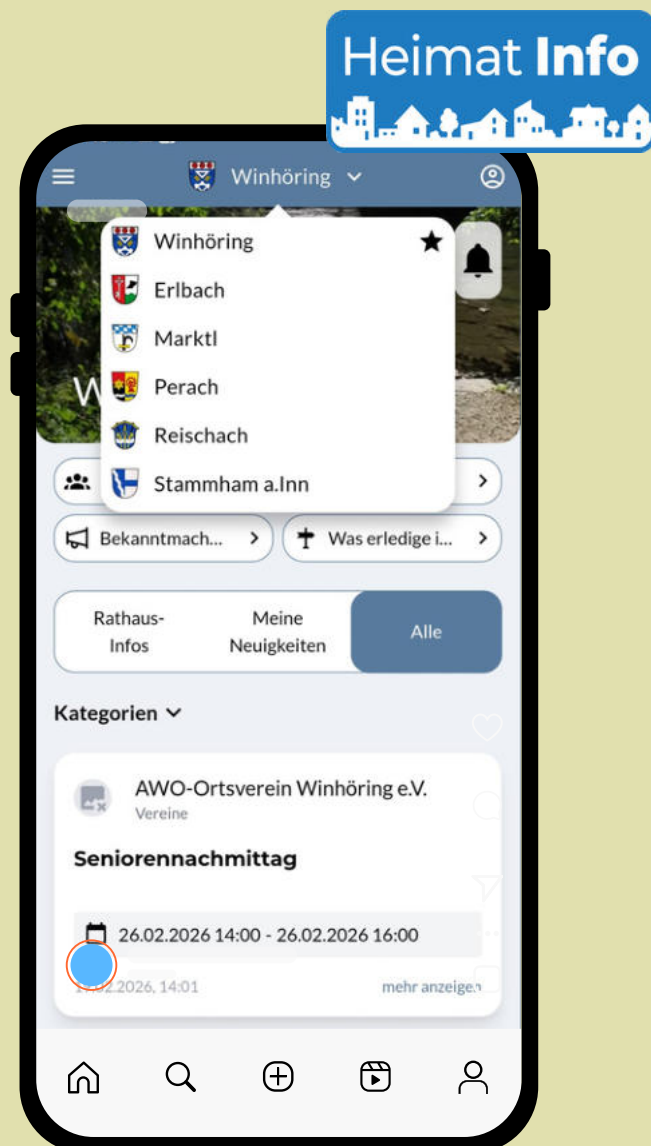 Heimat Info
Winhöring
Winhöring
Erlbach
Marktl
Perach
Reischach
Stammham a.Inn
W
Bekanntmach...
Was erledige i...
Rathaus-
Infos
Meine
Neuigkeiten
Alle
Kategorien
AWO-Ortsverein Winhöring e.V.
Vereine
Seniorennachmittag
26.02.2026 14:00 - 26.02.2026 16:00
2026, 14:01
mehr anzeigen